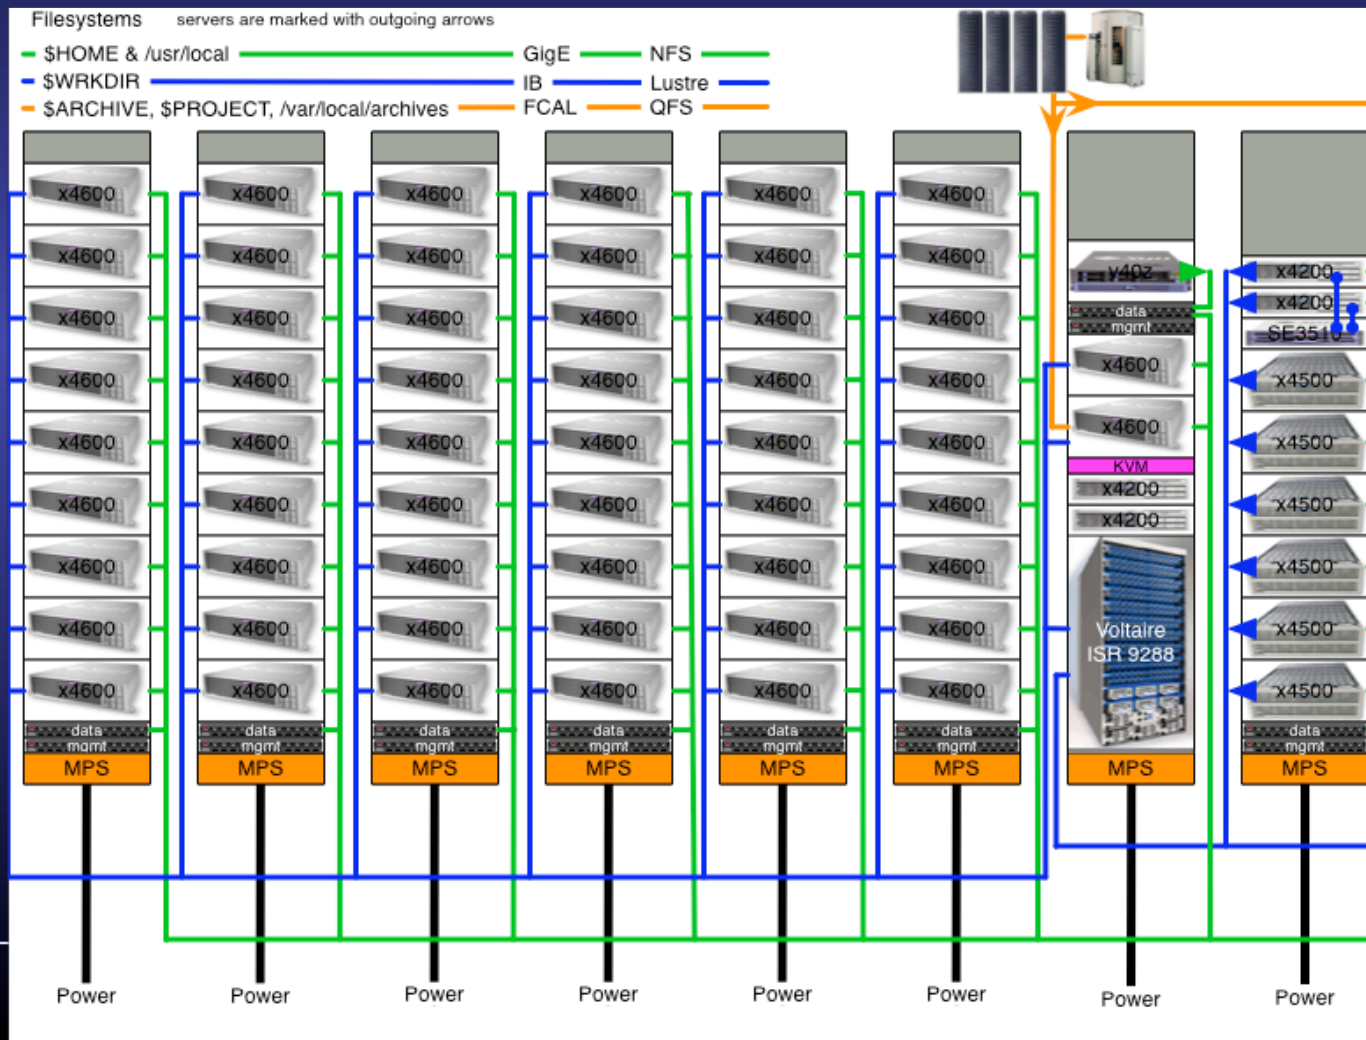 Filesystems servers are marked with outgoing arrows
$HOME & /usr/local GigE NFS
$WRKDIR IB Lustre
$ARCHIVE, $PROJECT, /var/local/archives FCAL QFS
x4600
x4600
x4600
x4600
x4600
x4600
x4600
x4600
x4600
data
mgmt
MPS
Power
x4600
x4600
x4600
x4600
x4600
x4600
x4600
x4600
x4600
data
mgmt
MPS
Power
x4600
x4600
x4600
x4600
x4600
x4600
x4600
x4600
x4600
data
mgmt
MPS
Power
x4600
x4600
x4600
x4600
x4600
x4600
x4600
x4600
x4600
data
mgmt
MPS
Power
x4600
x4600
x4600
x4600
x4600
x4600
x4600
x4600
x4600
data
mgmt
MPS
Power
x4600
x4600
x4600
x4600
x4600
x4600
x4600
x4600
x4600
data
mgmt
MPS
Power
v40z
data
mgmt
x4600
x4600
KVM
x4200
x4200
Voltaire
ISR 9288
MPS
Power
x4200
x4200
SE3510
x4500
x4500
x4500
x4500
x4500
x4500
data
mgmt
MPS
Power